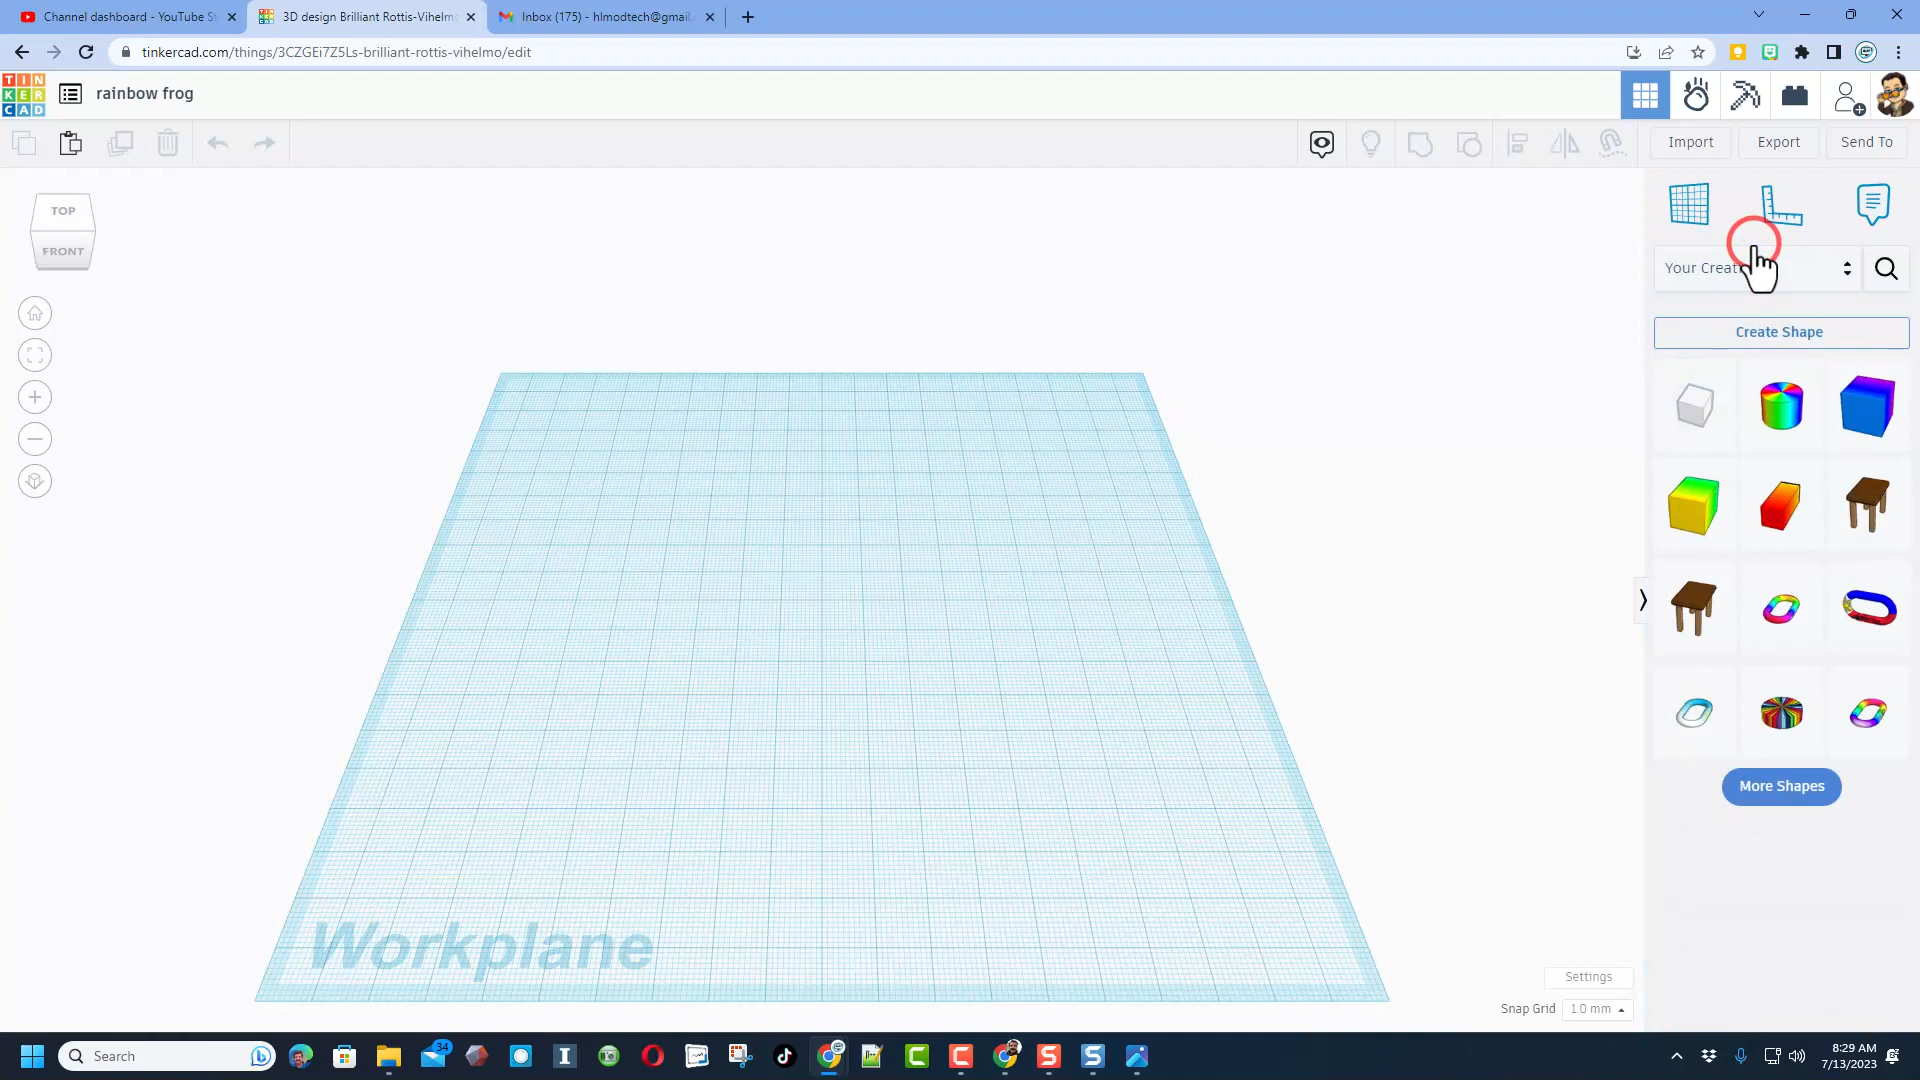 Channel dashboard - YouTube St
3D design Brilliant Rottis-Vihelmo
Inbox (175) - hlmodtech@gmail.
tinkercad.com/things/3CZGEi7Z5Ls-brilliant-rottis-vihelmo/edit
TIN
KER
CAD
rainbow frog
Import
Export
Send To
TOP
FRONT
Your Creat
Create Shape
More Shapes
Workplane
Settings
Snap Grid
1.0 mm
Search
34
8:29 AM
7/13/2023